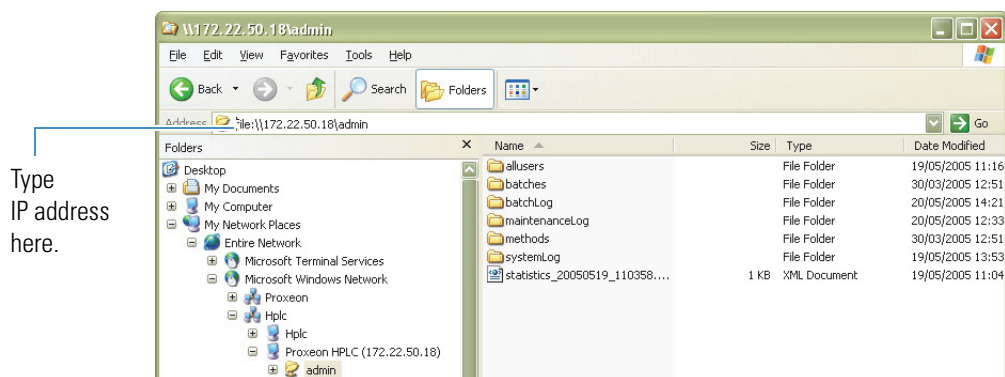 \\172.22.50.18\admin
File Edit View Favorites Tools Help
Back Search Folders
Address file:\\172.22.50.18\admin Go
Type
IP address
here.
Folders
Desktop
My Documents
My Computer
My Network Places
Entire Network
Microsoft Terminal Services
Microsoft Windows Network
Proxeon
Hplc
Hplc
Proxeon HPLC (172.22.50.18)
admin
Name Size Type Date Modified
allusers File Folder 19/05/2005 11:16
batches File Folder 30/03/2005 12:51
batchLog File Folder 20/05/2005 14:21
maintenanceLog File Folder 20/05/2005 12:33
methods File Folder 30/03/2005 12:51
systemLog File Folder 19/05/2005 13:53
statistics_20050519_110358.... 1 KB XML Document 19/05/2005 11:04